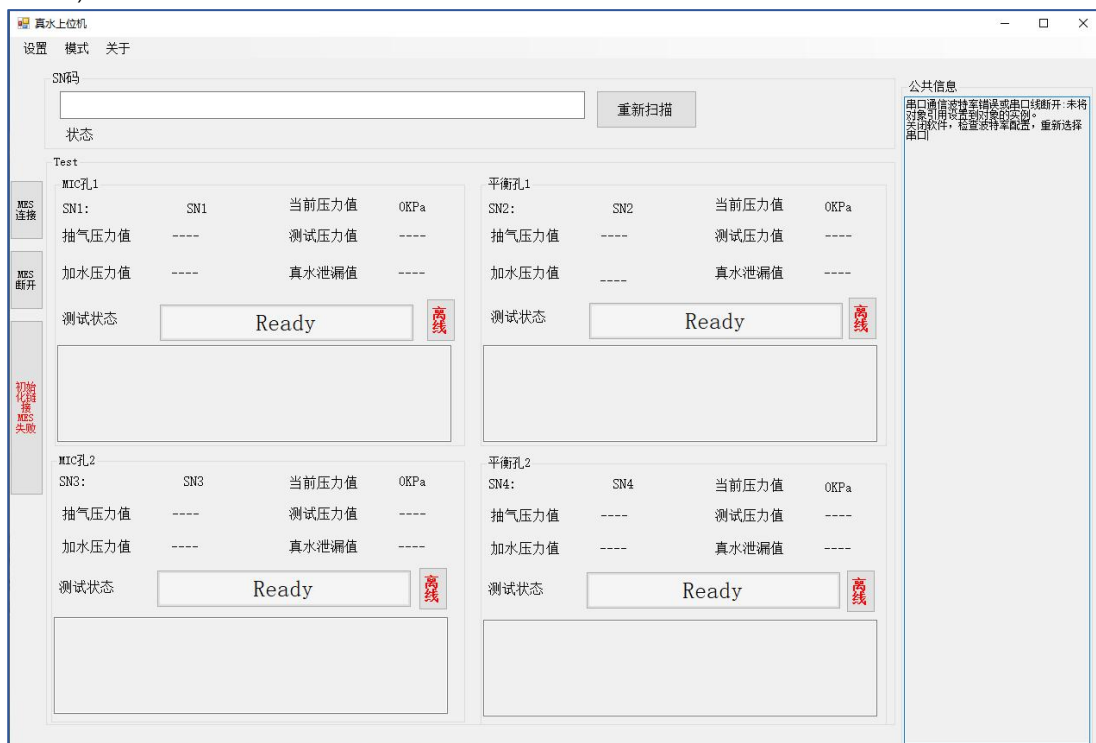 真水上位机
设置 模式 关于
SN码
重新扫描
状态
公共信息
串口通信波特率错误或串口线断开:未将
对象引用设置到对象的实例。
关闭软件，检查波特率配置，重新选择
串口
MES
连接
MES
断开
初始
化链
接
MES
失败
Test
MIC孔1
SN1: SN1 当前压力值 0KPa
抽气压力值 ---- 测试压力值 ----
加水压力值 ---- 真水泄漏值 ----
测试状态 Ready 离线
平衡孔1
SN2: SN2 当前压力值 0KPa
抽气压力值 ---- 测试压力值 ----
加水压力值 ---- 真水泄漏值 ----
测试状态 Ready 离线
MIC孔2
SN3: SN3 当前压力值 0KPa
抽气压力值 ---- 测试压力值 ----
加水压力值 ---- 真水泄漏值 ----
测试状态 Ready 离线
平衡孔2
SN4: SN4 当前压力值 0KPa
抽气压力值 ---- 测试压力值 ----
加水压力值 ---- 真水泄漏值 ----
测试状态 Ready 离线